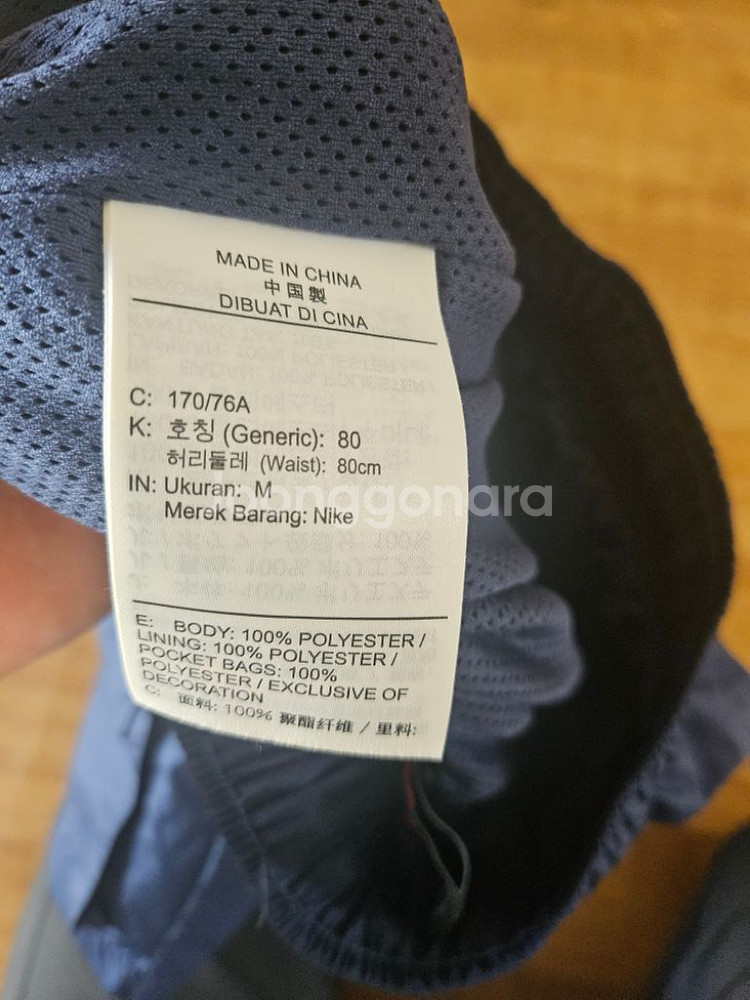 MADE IN CHINA
中国製
DIBUAT DI CINA
C: 170/76A
K: 호칭 (Generic): 80
허리둘레 (Waist): 80cm
IN: Ukuran: M
Merek Barang: Nike
joonggonara
E: BODY: 100% POLYESTER /
LINING: 100% POLYESTER /
POCKET BAGS: 100%
POLYESTER / EXCLUSIVE OF
DECORATION
C: 面料: 100% 聚酯纤维 / 里料: